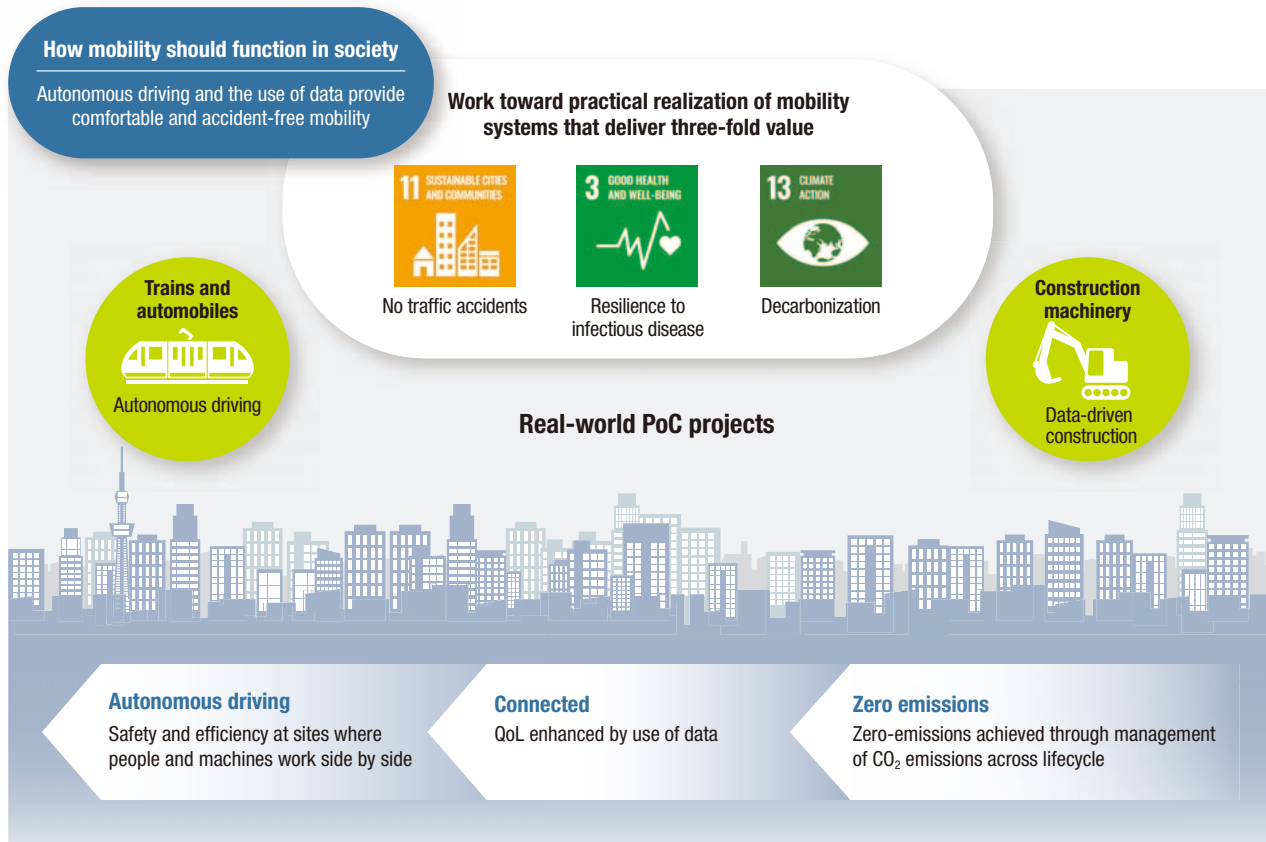 How mobility should function in society
Autonomous driving and the use of data provide
comfortable and accident-free mobility
Work toward practical realization of mobility
systems that deliver three-fold value
11 SUSTAINABLE CITIES
AND COMMUNITIES
3 GOOD HEALTH
AND WELL-BEING
13 CLIMATE
ACTION
No traffic accidents
Resilience to
infectious disease
Decarbonization
Trains and
automobiles
Autonomous driving
Construction
machinery
Data-driven
construction
Real-world PoC projects
Autonomous driving
Safety and efficiency at sites where
people and machines work side by side
Connected
QoL enhanced by use of data
Zero emissions
Zero-emissions achieved through management
of CO₂ emissions across lifecycle